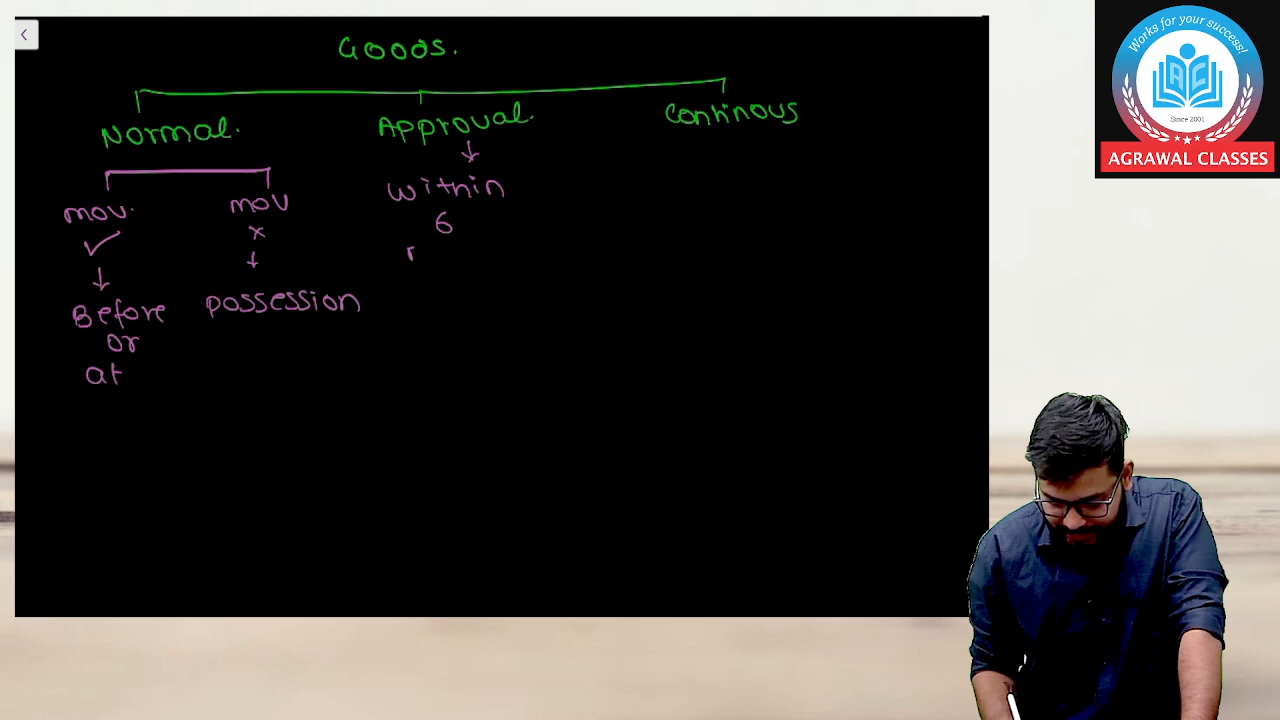 GOODS.
Normal.
Approval.
Continous
mov.
mov
✓
x
Before
or
at
possession
within
6
Works for your success!
AC
Since 2001
AGRAWAL CLASSES